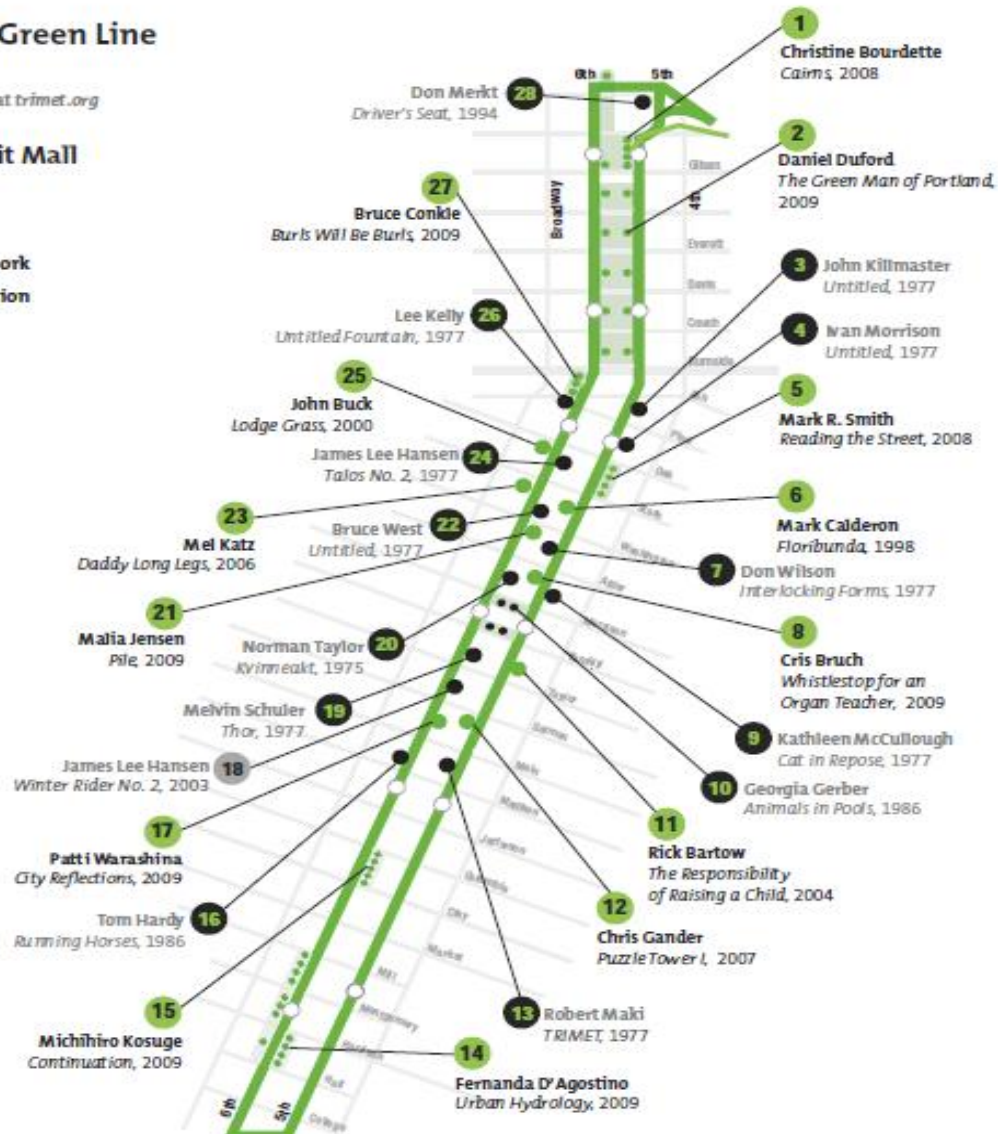 Green Line
at trimet.org
it Mall
ork
ion
6th
5th
Broadway
4th
Glisan
Everett
Davis
Couch
Burnside
1
Christine Bourdette
Cairns, 2008
2
Daniel Duford
The Green Man of Portland,
2009
3
John Killmaster
Untitled, 1977
4
Ivan Morrison
Untitled, 1977
5
Mark R. Smith
Reading the Street, 2008
6
Mark Calderon
Floribunda, 1998
7
Don Wilson
Interlocking Forms, 1977
8
Cris Bruch
Whistlestop for an
Organ Teacher, 2009
9
Kathleen McCullough
Cat in Repose, 1977
10
Georgia Gerber
Animals in Pools, 1986
11
Rick Bartow
The Responsibility
of Raising a Child, 2004
12
Chris Gander
Puzzle Tower I, 2007
13
Robert Maki
TRIMET, 1977
14
Fernanda D'Agostino
Urban Hydrology, 2009
15
Michihiro Kosuge
Continuation, 2009
16
Tom Hardy
Running Horses, 1986
17
Patti Warashina
City Reflections, 2009
18
James Lee Hansen
Winter Rider No. 2, 2003
19
Melvin Schuler
Thor, 1977
20
Norman Taylor
Kvinneakt, 1975
21
Malia Jensen
Pile, 2009
22
Bruce West
Untitled, 1977
23
Mel Katz
Daddy Long Legs, 2006
24
James Lee Hansen
Talos No. 2, 1977
25
John Buck
Lodge Grass, 2000
26
Lee Kelly
Untitled Fountain, 1977
27
Bruce Conkle
Burls Will Be Burls, 2009
28
Don Merkt
Driver's Seat, 1994
Oak
Washington
Alder
Taylor
Salmon
Main
Madison
Jefferson
Columbia
Market
Mill
Montgomery
Hall
College
6th
5th